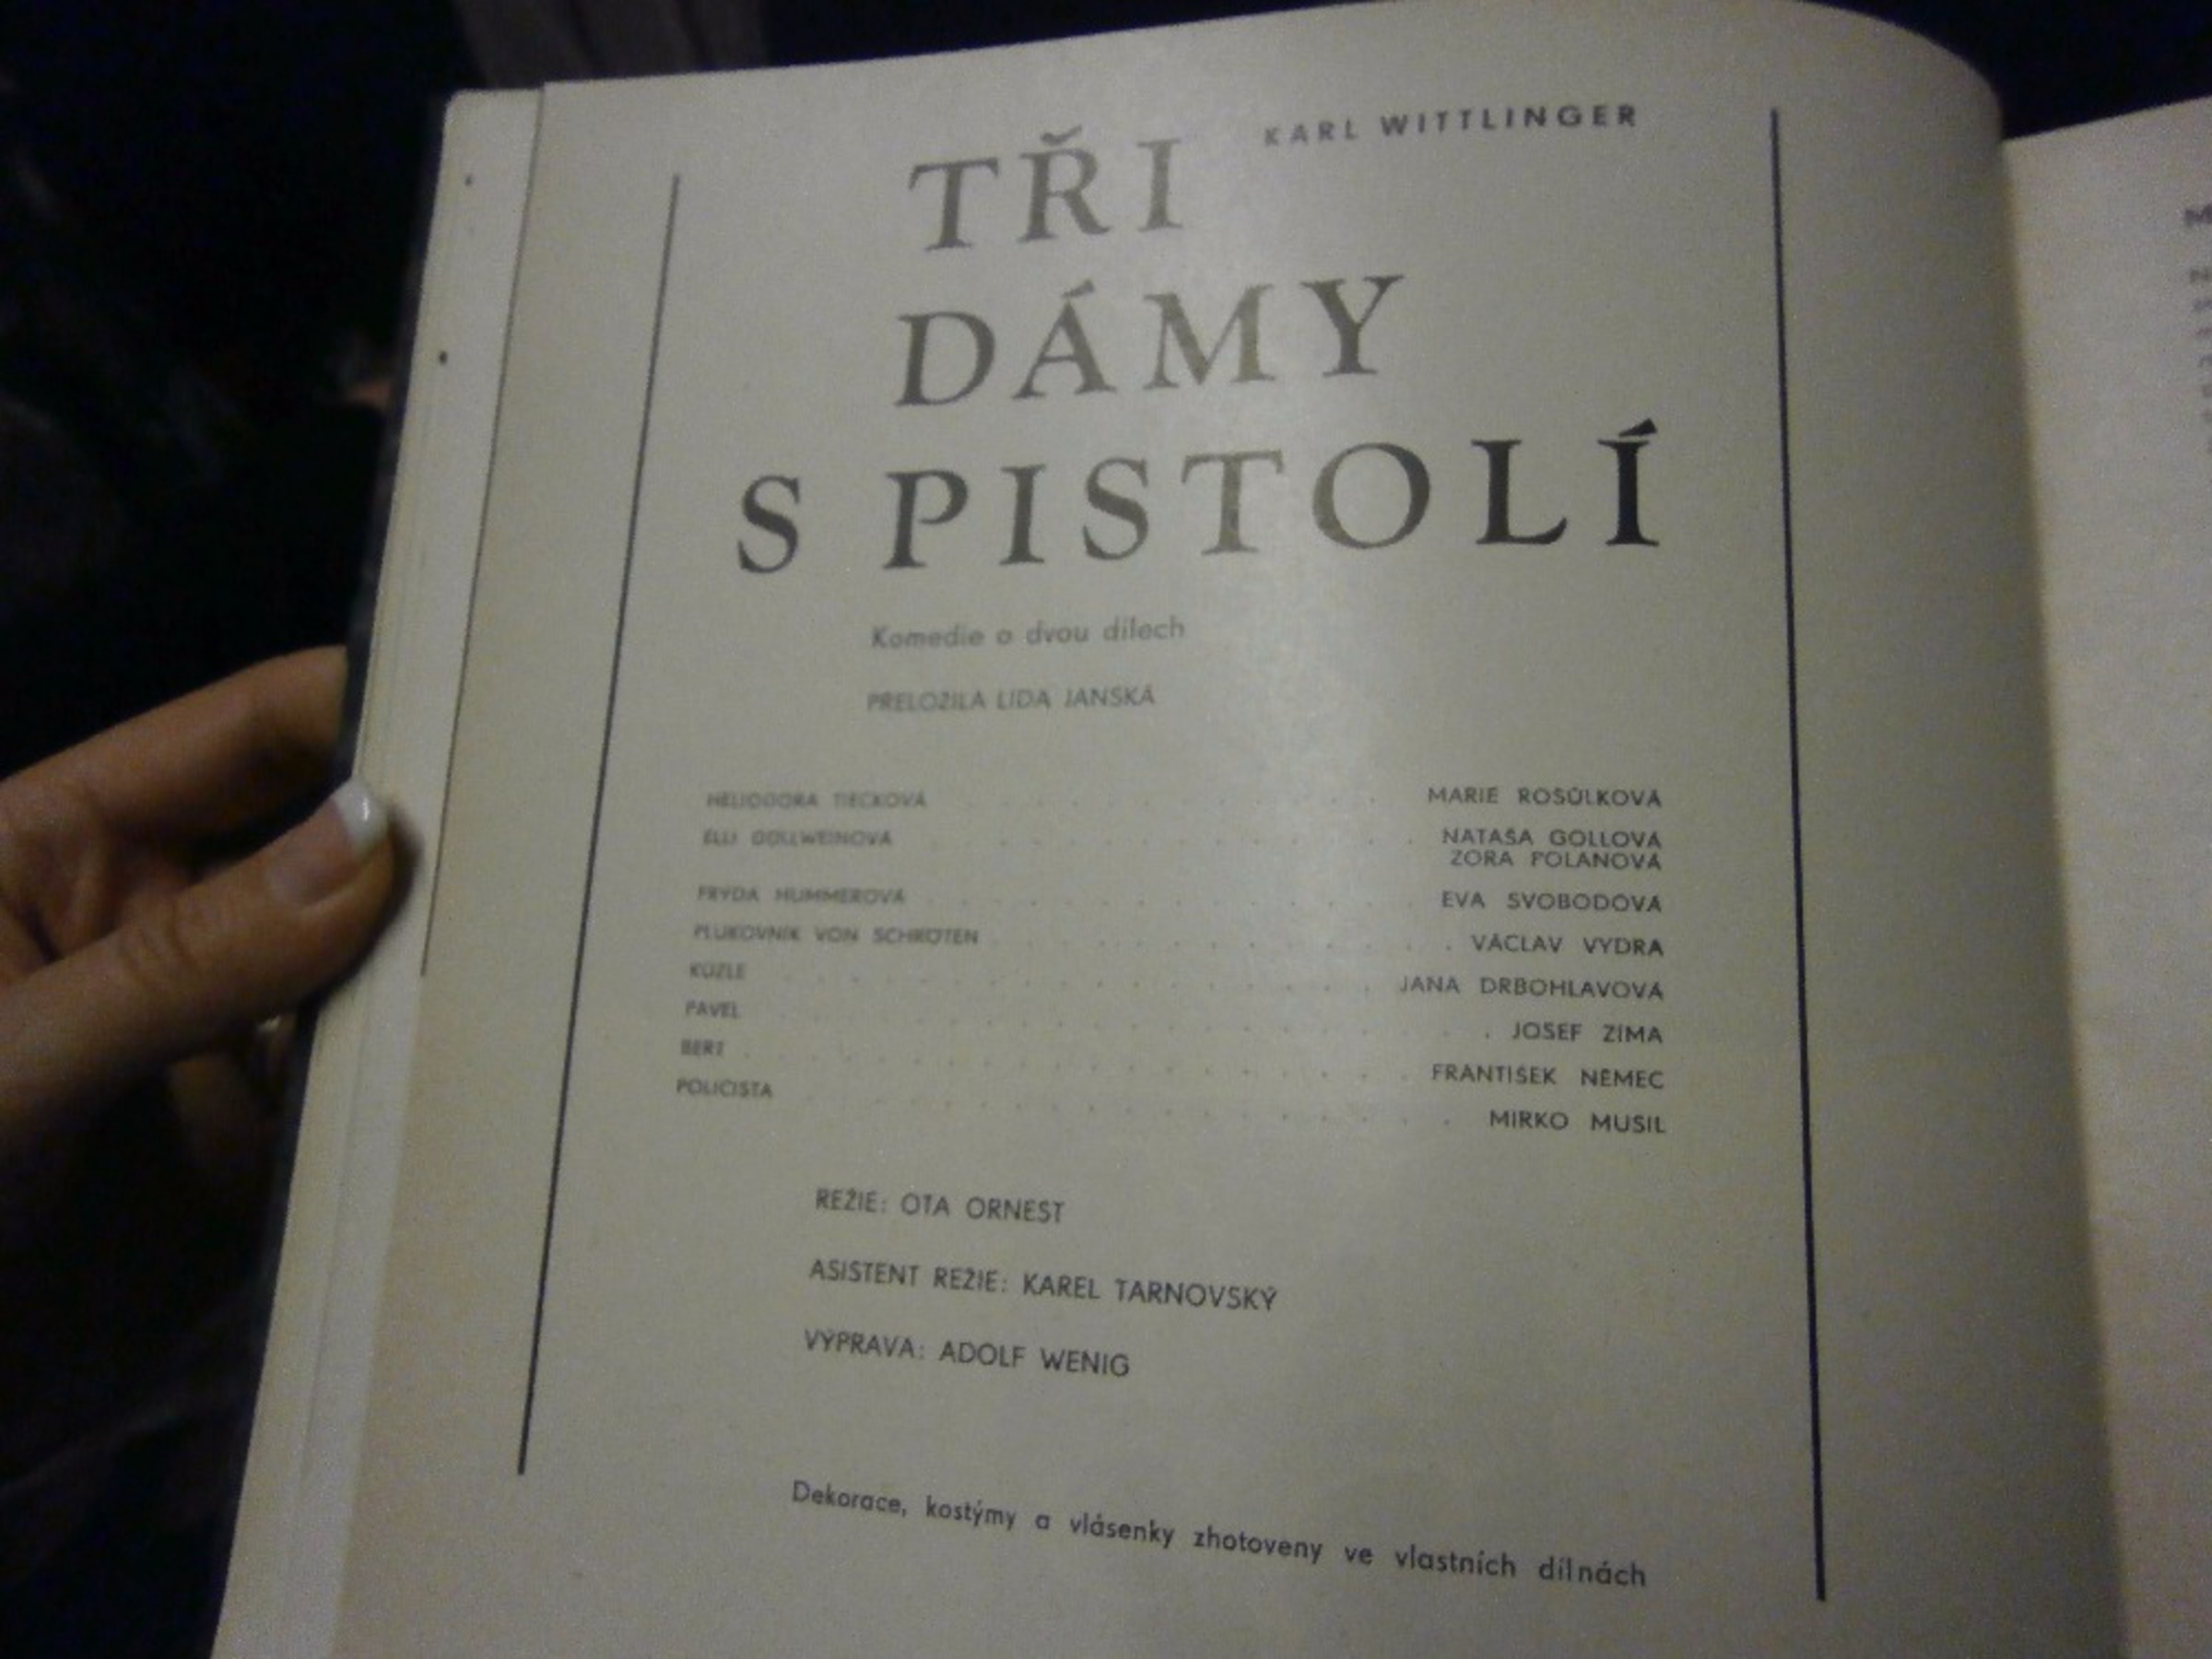 KARL WITTLINGER
TŘI
DÁMY
S PISTOLÍ
Komedie o dvou dílech
PŘELOŽILA LIDA JANSKÁ
HELIODORA TIECKOVÁ . . . . . . . . . MARIE ROSŮLKOVÁ
ELLI GOLLWEINOVÁ . . . . . . . . . NATAŠA GOLLOVÁ
ZORA POLANOVÁ
FRYDA HUMMEROVÁ . . . . . . . . . EVA SVOBODOVÁ
PLUKOVNÍK VON SCHROTEN . . . . . . . . . VÁCLAV VYDRA
KÜZLE . . . . . . . . . JANA DRBOHLAVOVÁ
PAVEL . . . . . . . . . JOSEF ZÍMA
BERT . . . . . . . . . FRANTIŠEK NĚMEC
POLICISTA . . . . . . . . . MIRKO MUSIL
REŽIE: OTA ORNEST
ASISTENT REŽIE: KAREL TARNOVSKÝ
VÝPRAVA: ADOLF WENIG
Dekorace, kostýmy a vlásenky zhotoveny ve vlastních dílnách